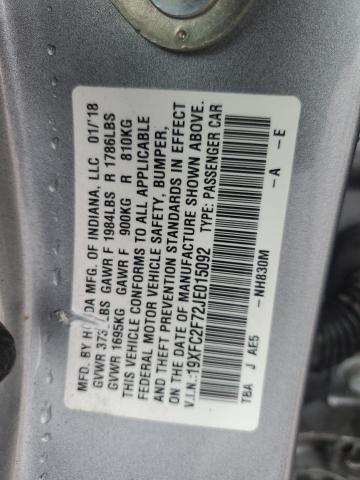 MFD. BY HONDA MFG. OF INDIANA, LLC 01/'18
GVWR LBS GAWR F 1984LBS R 1786LBS
GVWR 1695KG GAWR F 900KG R 810KG
THIS VEHICLE CONFORMS TO ALL APPLICABLE
FEDERAL MOTOR VEHICLE SAFETY, BUMPER,
AND THEFT PREVENTION STANDARDS IN EFFECT
ON THE DATE OF MANUFACTURE SHOWN ABOVE.
V.I.N.:19XFC2F72JE015092 TYPE: PASSENGER CAR
-NH830M -A -E
TBA J AE5